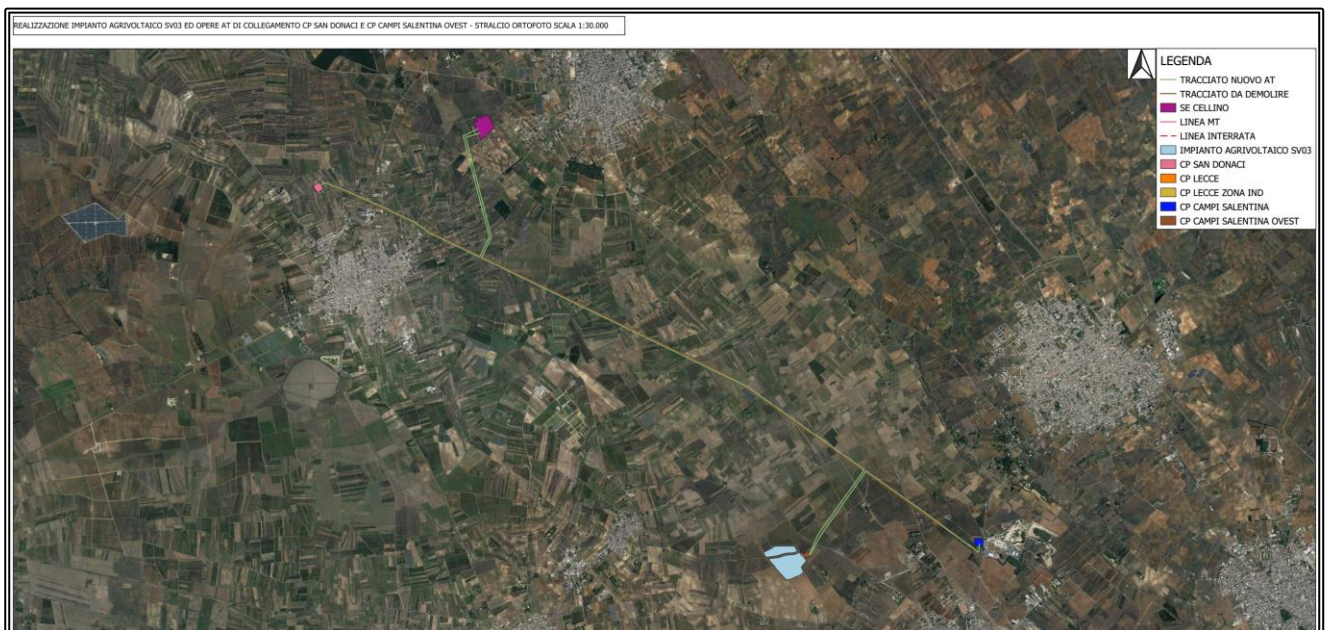 REALIZZAZIONE IMPIANTO AGRIVOLTAICO SV03 ED OPERE AT DI COLLEGAMENTO CP SAN DONACI E CP CAMPI SALENTINA OVEST - STRALCIO ORTOFOTO SCALA 1:30.000
LEGENDA
TRACCIATO NUOVO AT
TRACCIATO DA DEMOLIRE
SE CELLINO
LINEA MT
LINEA INTERRATA
IMPIANTO AGRIVOLTAICO SV03
CP SAN DONACI
CP LECCE
CP LECCE ZONA IND
CP CAMPI SALENTINA
CP CAMPI SALENTINA OVEST